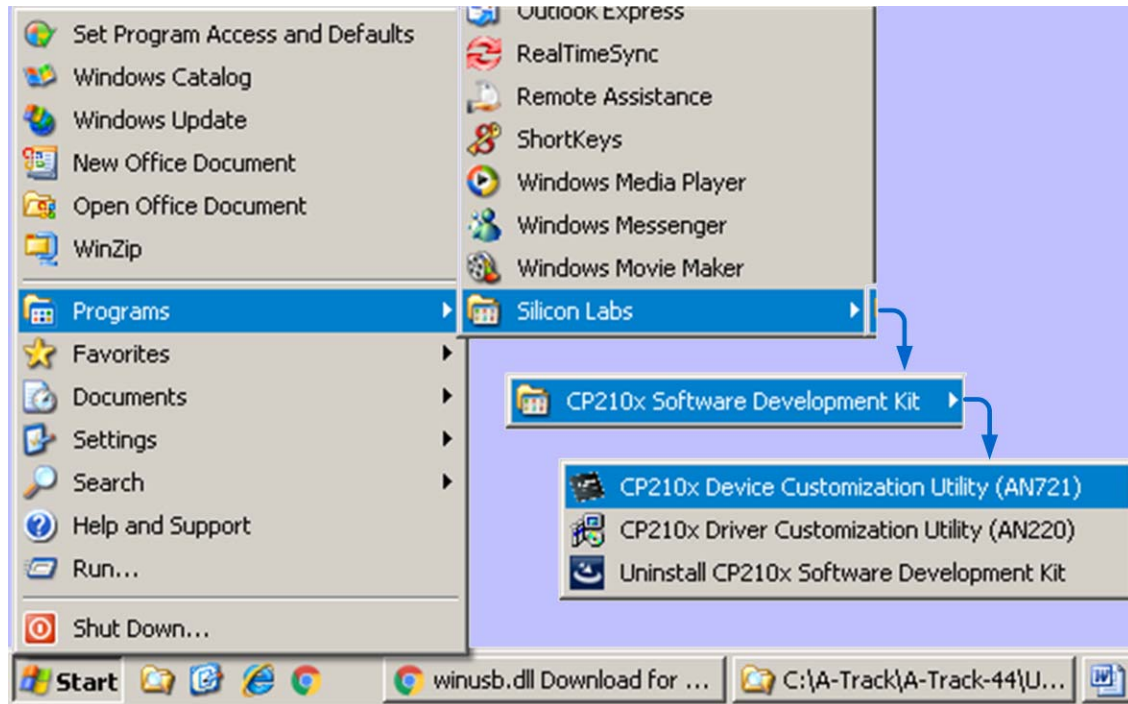 Set Program Access and Defaults
Windows Catalog
Windows Update
New Office Document
Open Office Document
WinZip
Programs
Favorites
Documents
Settings
Search
Help and Support
Run...
Shut Down...
Outlook Express
RealTimeSync
Remote Assistance
ShortKeys
Windows Media Player
Windows Messenger
Windows Movie Maker
Silicon Labs
CP210x Software Development Kit
CP210x Device Customization Utility (AN721)
CP210x Driver Customization Utility (AN220)
Uninstall CP210x Software Development Kit
Start
winusb.dll Download for ...
C:\A-Track\A-Track-44\U...